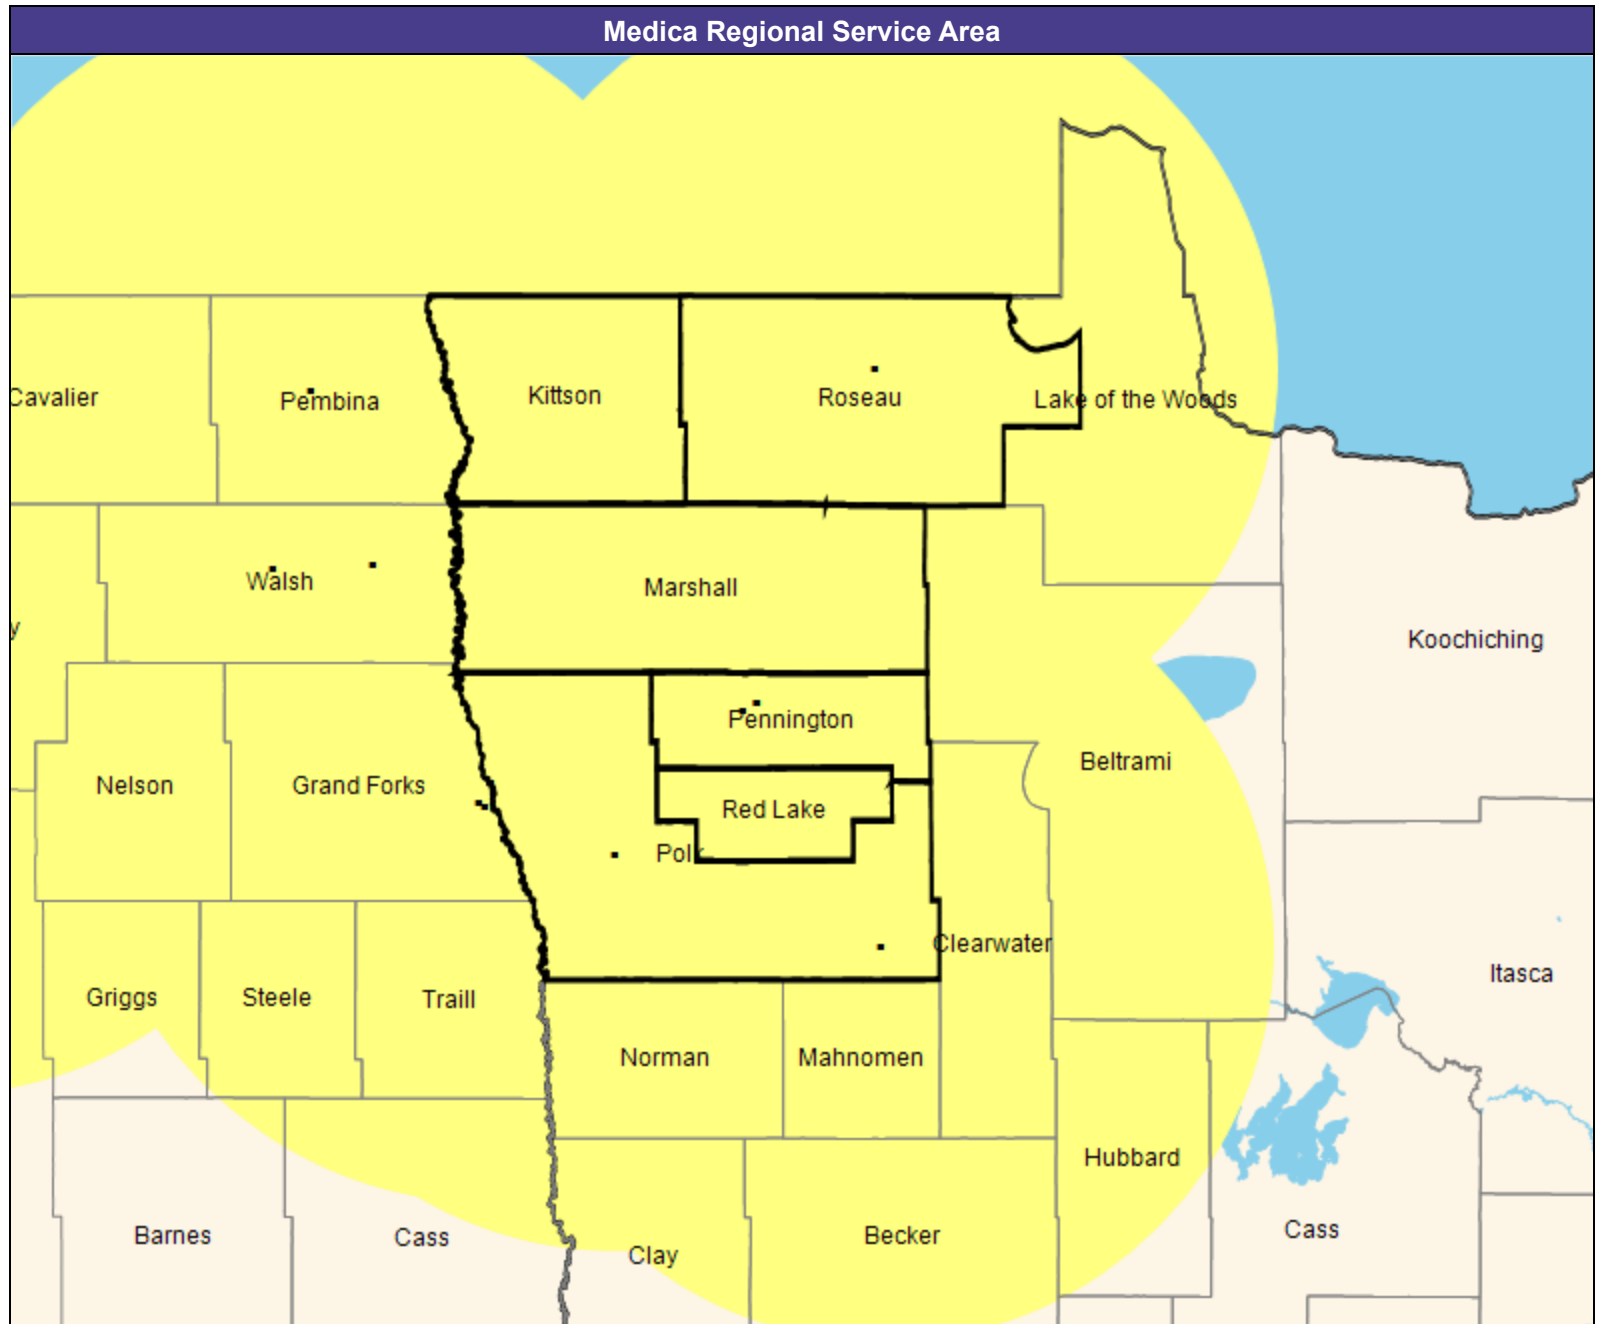 Medica Regional Service Area
Cavalier
Pembina
Kittson
Roseau
Lake of the Woods
Walsh
Marshall
y
Koochiching
Pennington
Beltrami
Nelson
Grand Forks
Red Lake
Polk
Clearwater
Griggs
Steele
Traill
Itasca
Norman
Mahnomen
Hubbard
Barnes
Cass
Clay
Becker
Cass